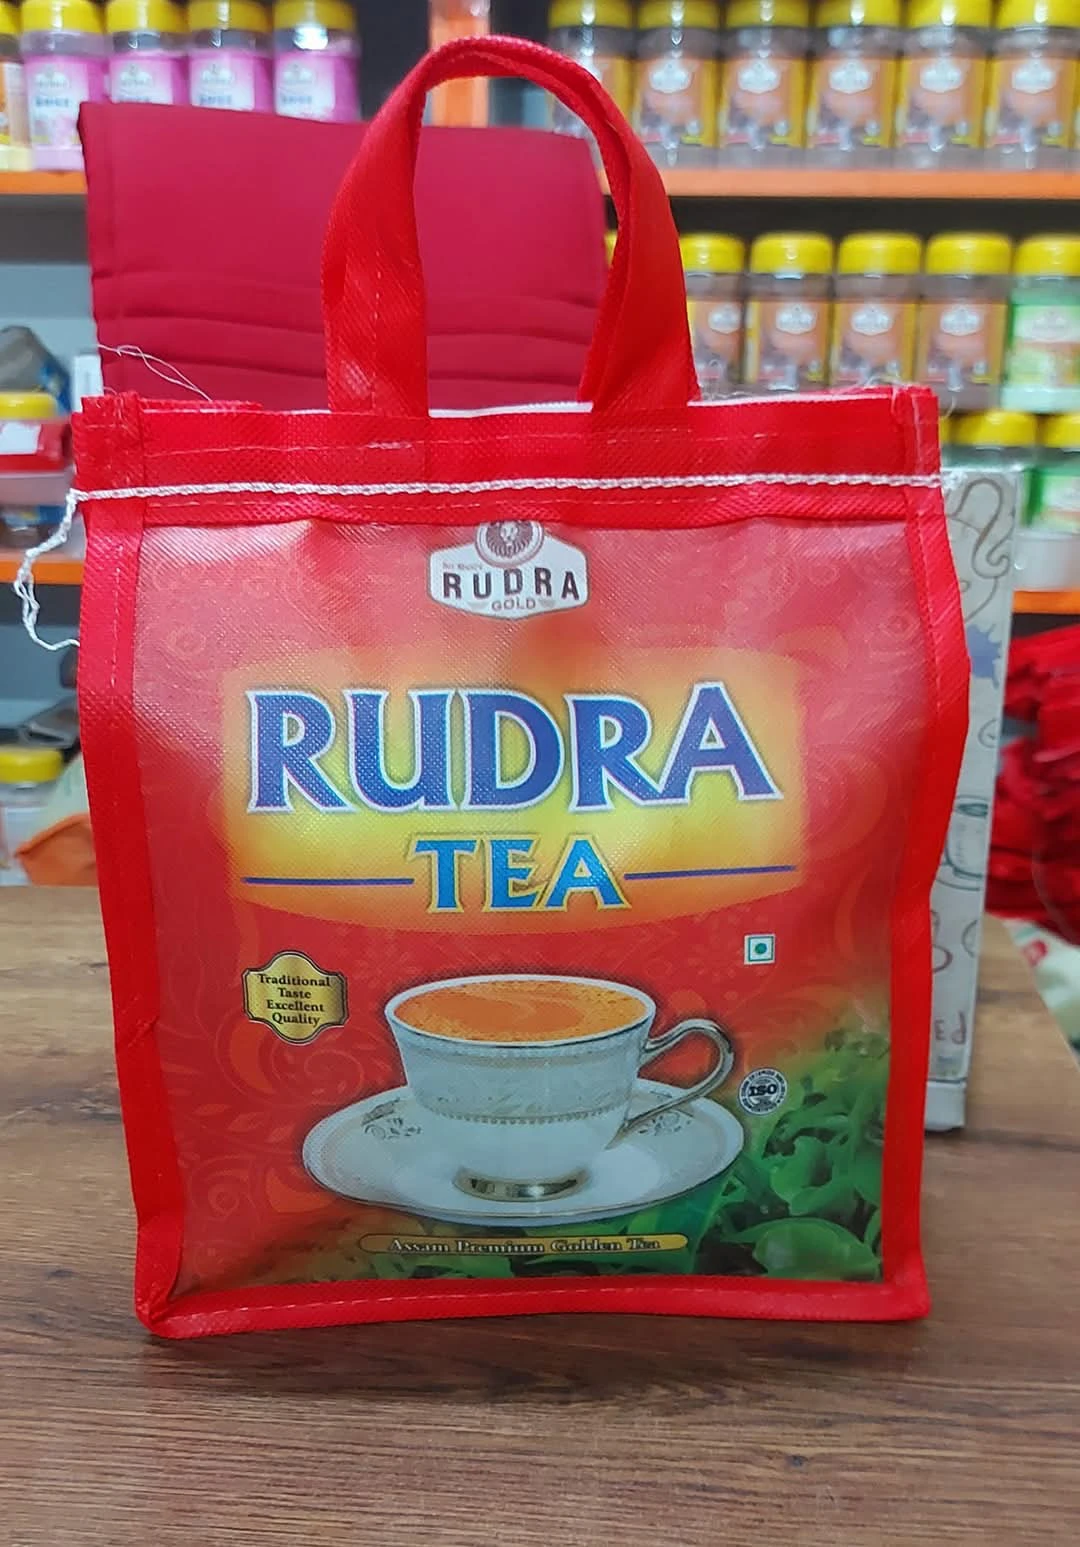 RUDRA
GOLD
RUDRA
TEA
Traditional
Taste
Excellent
Quality
ISO
Assam Premium Golden Tea